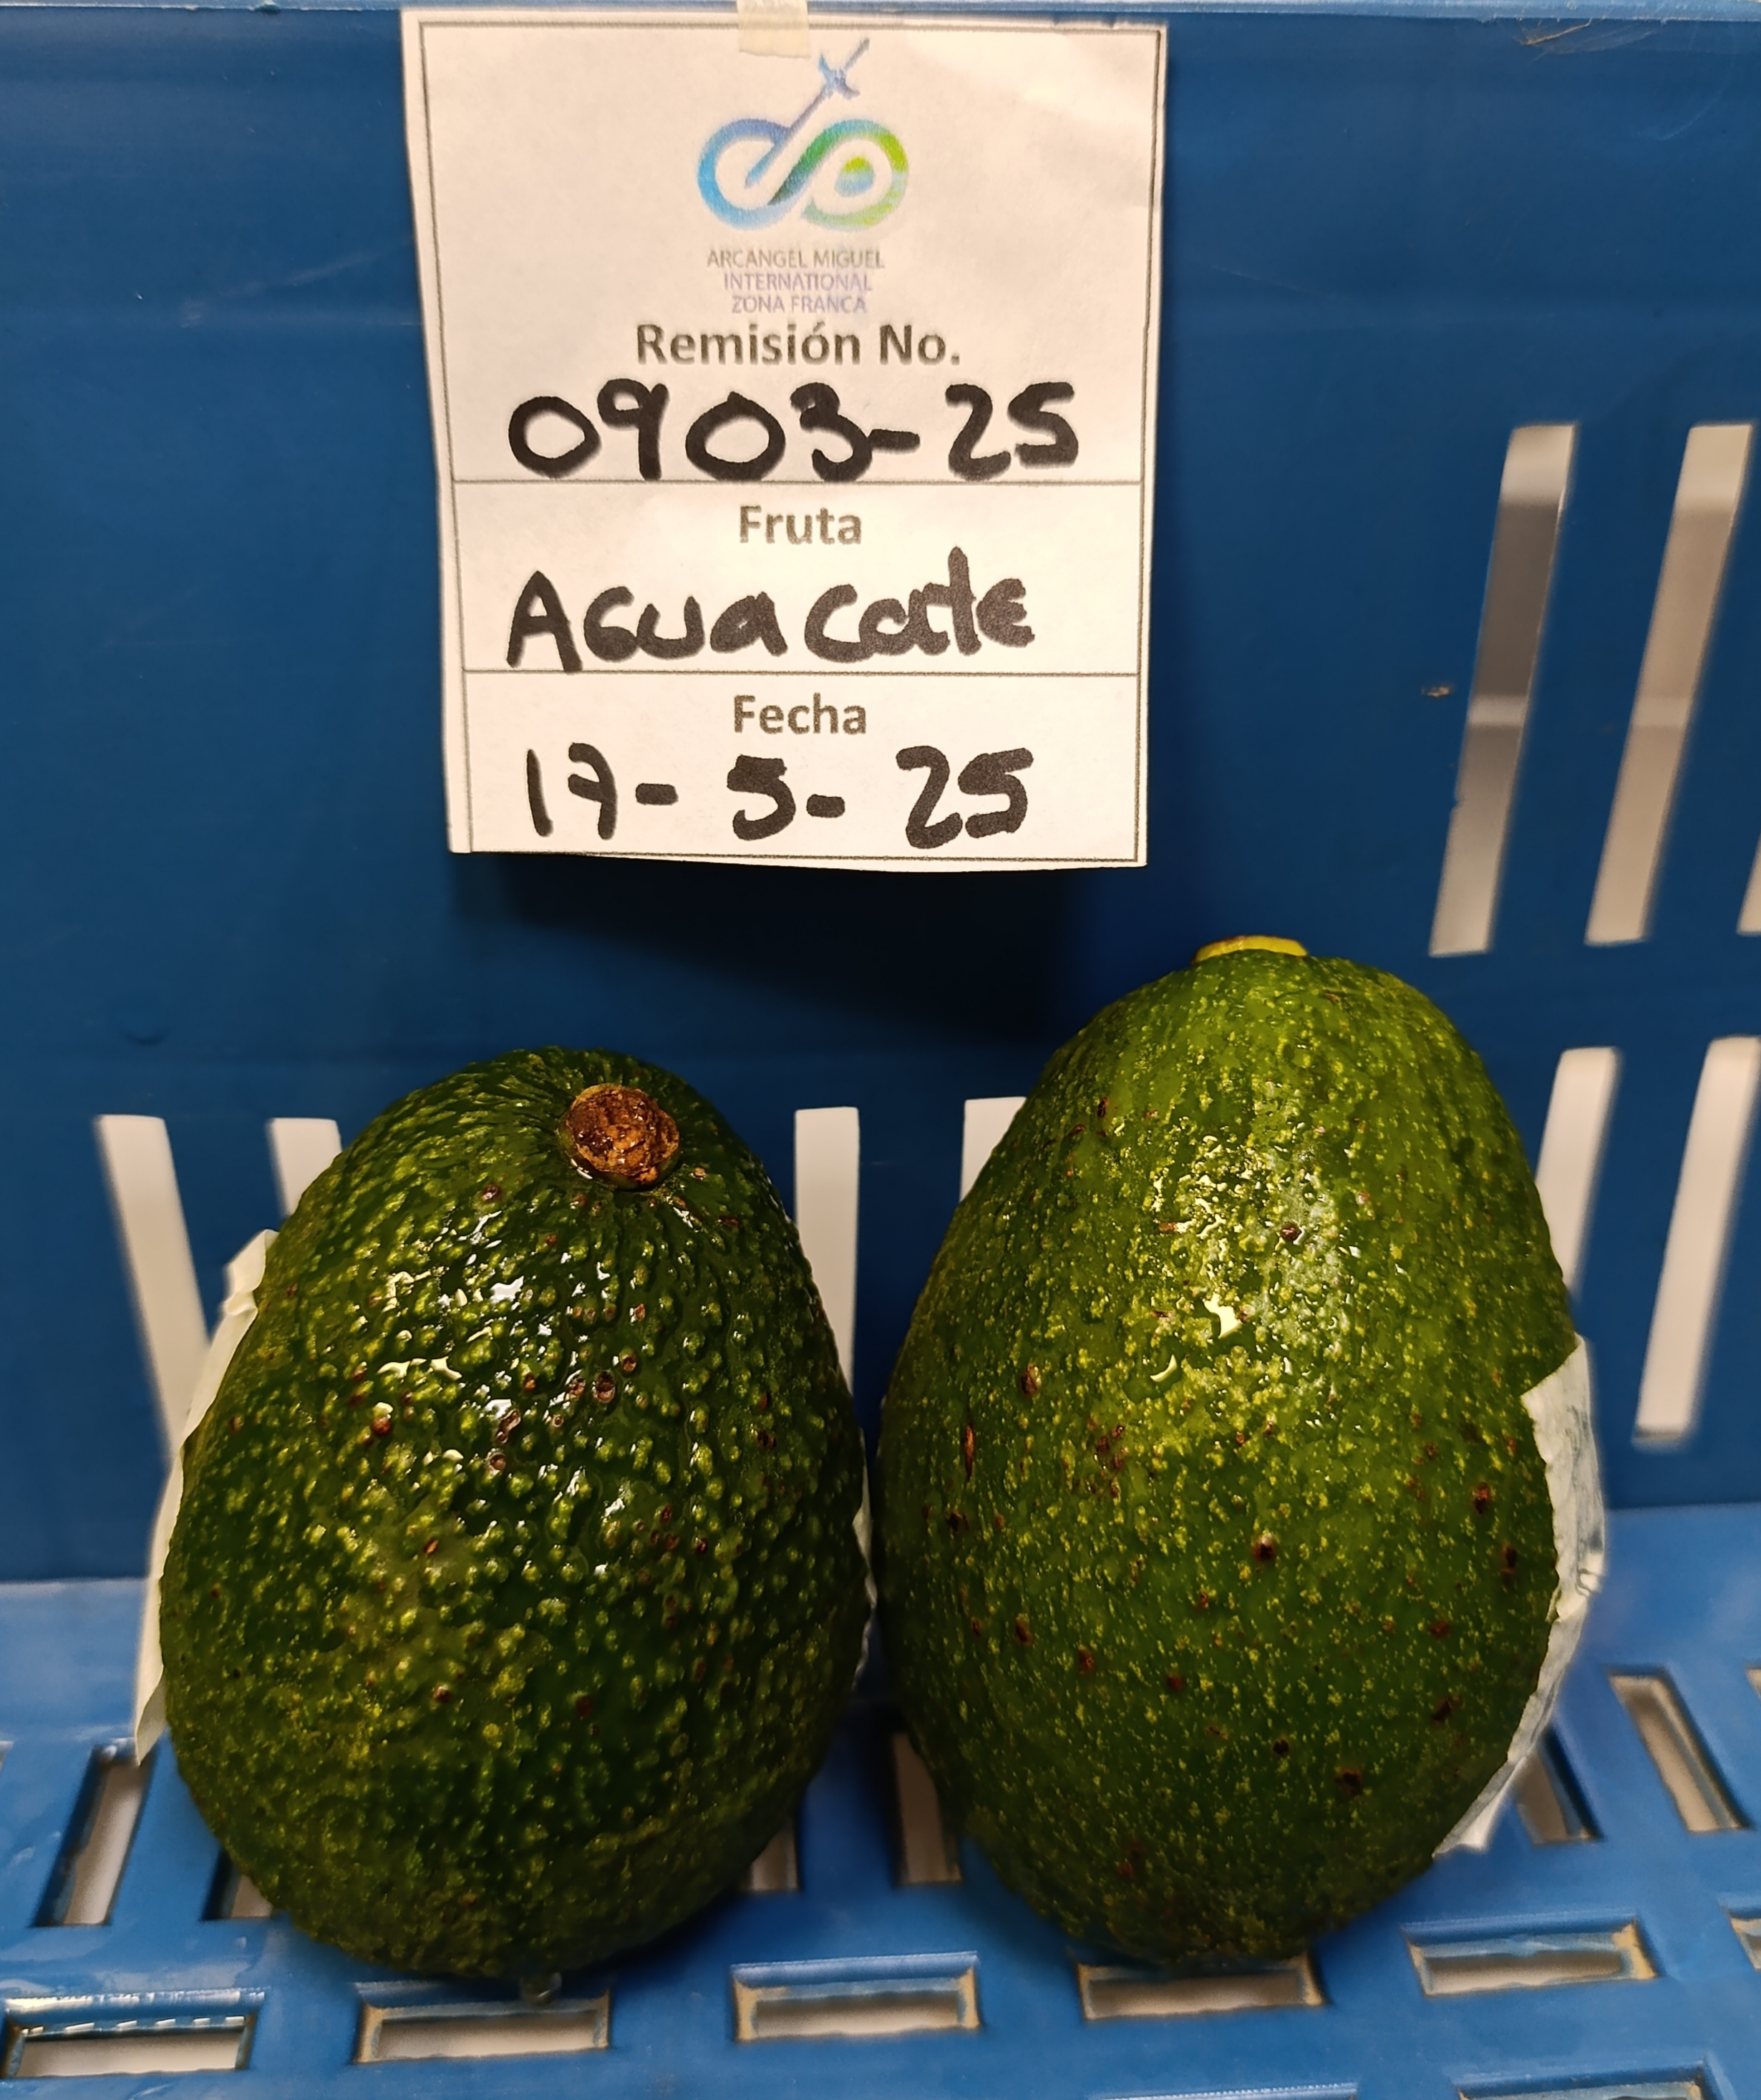 ARCANGEL MIGUEL
INTERNATIONAL
ZONA FRANCA
Remisión No.
0903-25
Fruta
Aguacate
Fecha
17-5-25